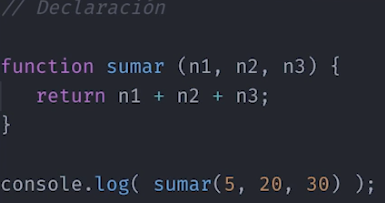 // Declaración
function sumar (n1, n2, n3) {
return n1 + n2 + n3;
}
console.log( sumar(5, 20, 30) );